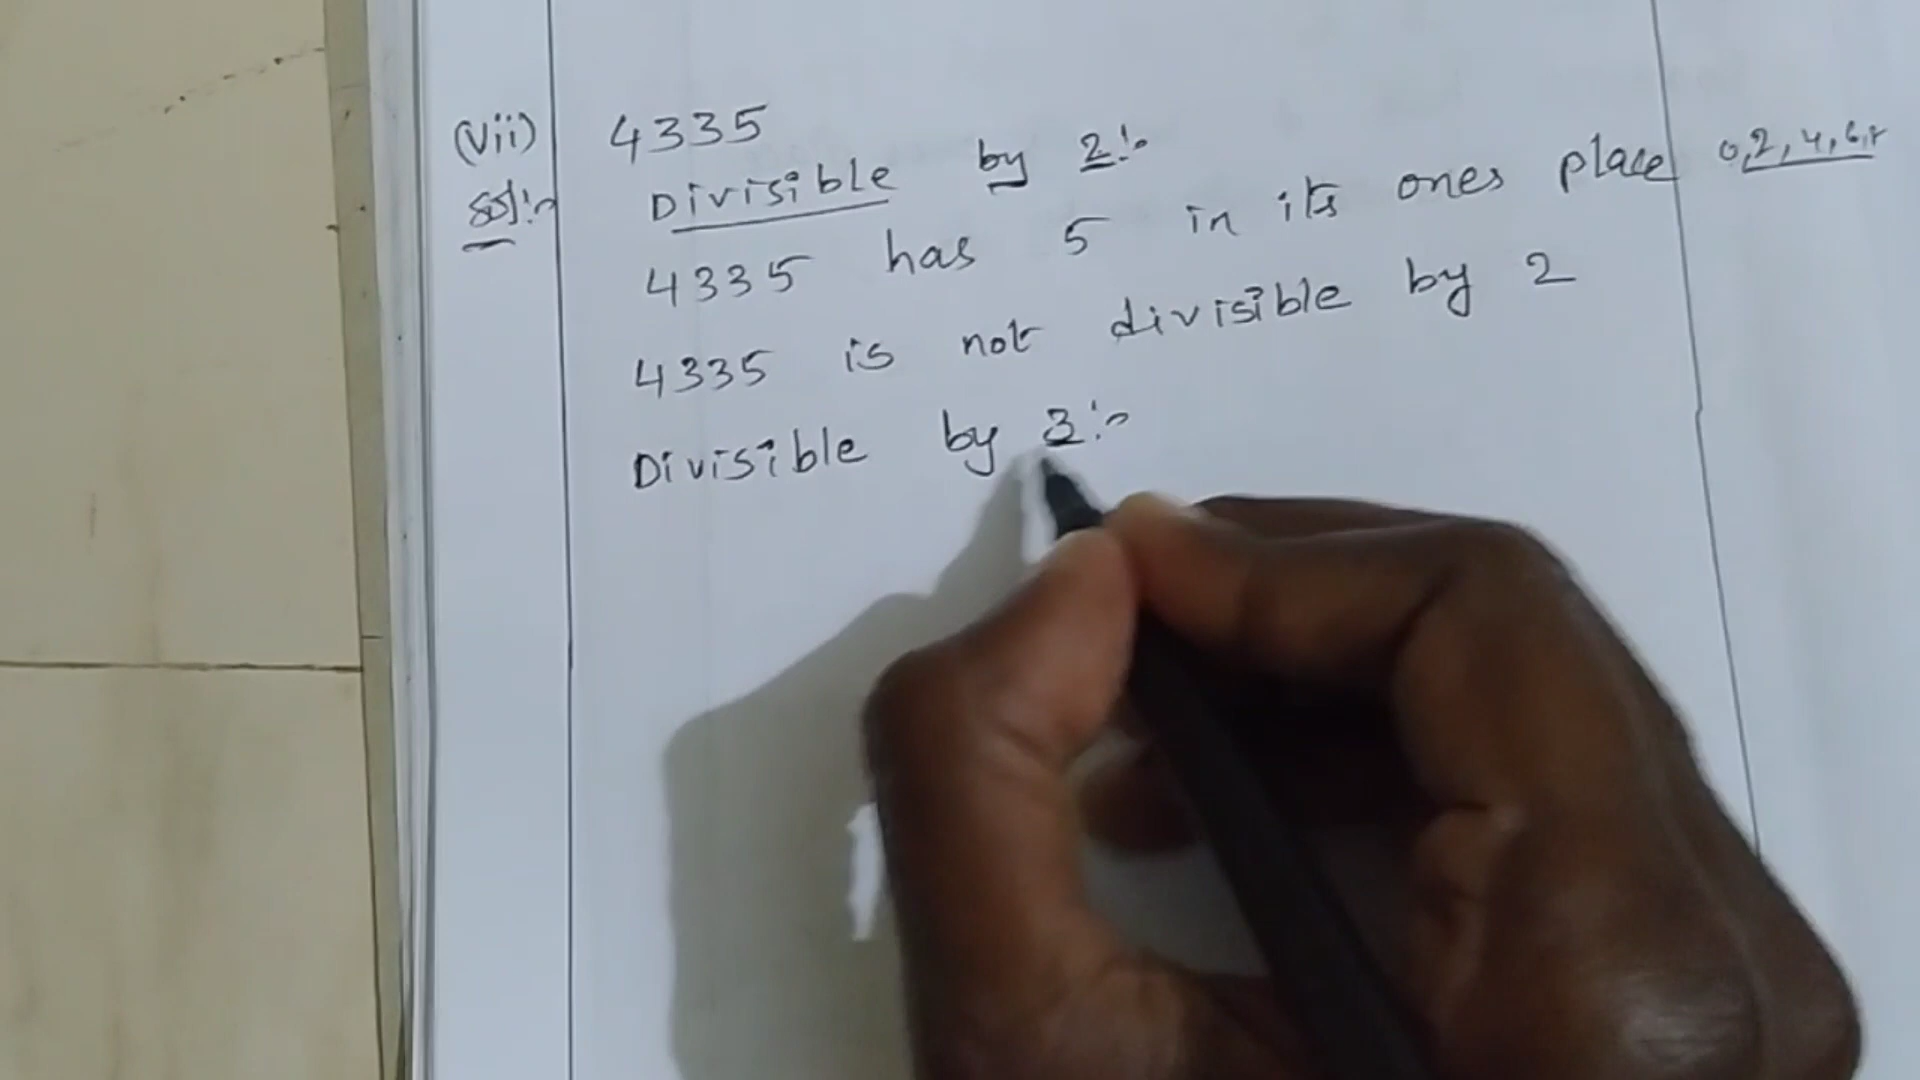 (vii) 4335
Sol:- Divisible by 2:-
4335 has 5 in its ones place 0,2,4,6,8
4335 is not divisible by 2
Divisible by 3:-